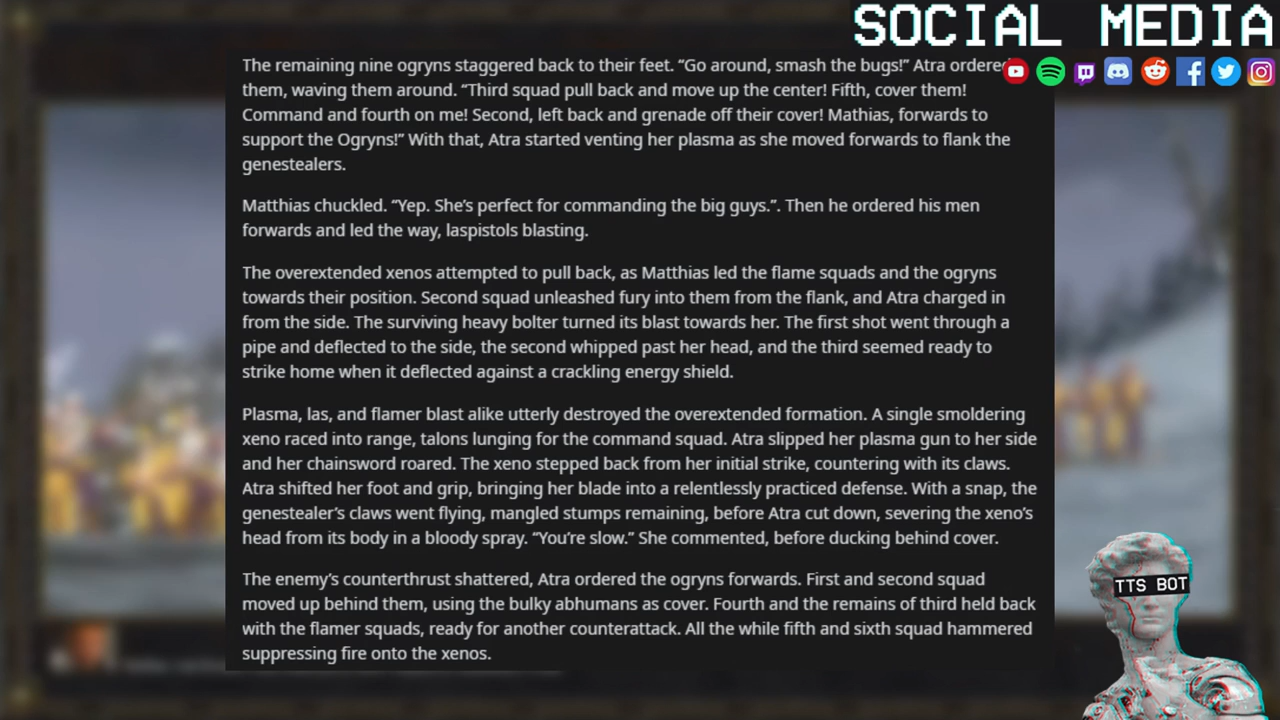 SOCIAL MEDIA
The remaining nine ogryns staggered back to their feet. “Go around, smash the bugs!” Atra ordered
them, waving them around. “Third squad pull back and move up the center! Fifth, cover them!
Command and fourth on me! Second, left back and grenade off their cover! Mathias, forwards to
support the Ogryns!” With that, Atra started venting her plasma as she moved forwards to flank the
genestealers.
Matthias chuckled. “Yep. She’s perfect for commanding the big guys.”. Then he ordered his men
forwards and led the way, laspistols blasting.
The overextended xenos attempted to pull back, as Matthias led the flame squads and the ogryns
towards their position. Second squad unleashed fury into them from the flank, and Atra charged in
from the side. The surviving heavy bolter turned its blast towards her. The first shot went through a
pipe and deflected to the side, the second whipped past her head, and the third seemed ready to
strike home when it deflected against a crackling energy shield.
Plasma, las, and flamer blast alike utterly destroyed the overextended formation. A single smoldering
xeno raced into range, talons lunging for the command squad. Atra slipped her plasma gun to her side
and her chainsword roared. The xeno stepped back from her initial strike, countering with its claws.
Atra shifted her foot and grip, bringing her blade into a relentlessly practiced defense. With a snap, the
genestealer’s claws went flying, mangled stumps remaining, before Atra cut down, severing the xeno’s
head from its body in a bloody spray. “You’re slow.” She commented, before ducking behind cover.
The enemy’s counterthrust shattered, Atra ordered the ogryns forwards. First and second squad
moved up behind them, using the bulky abhumans as cover. Fourth and the remains of third held back
with the flamer squads, ready for another counterattack. All the while fifth and sixth squad hammered
suppressing fire onto the xenos.
TTS BOT